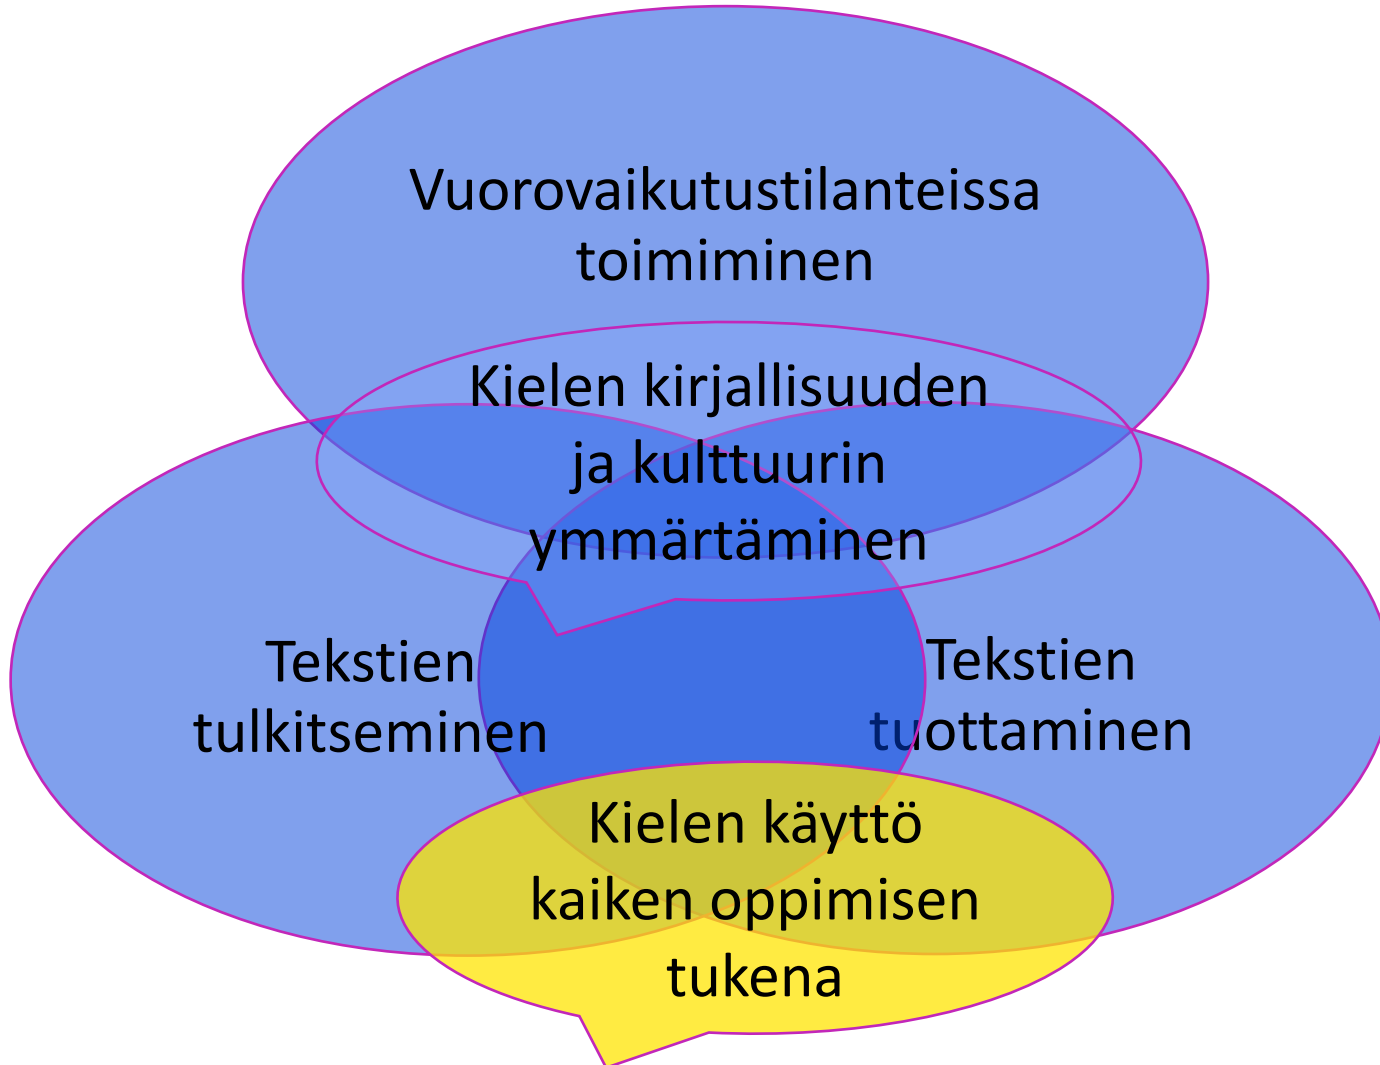 Vuorovaikutustilanteissa
toimiminen
Kielen kirjallisuuden
ja kulttuurin
ymmärtäminen
Tekstien
tulkitseminen
Tekstien
tuottaminen
Kielen käyttö
kaiken oppimisen
tukena